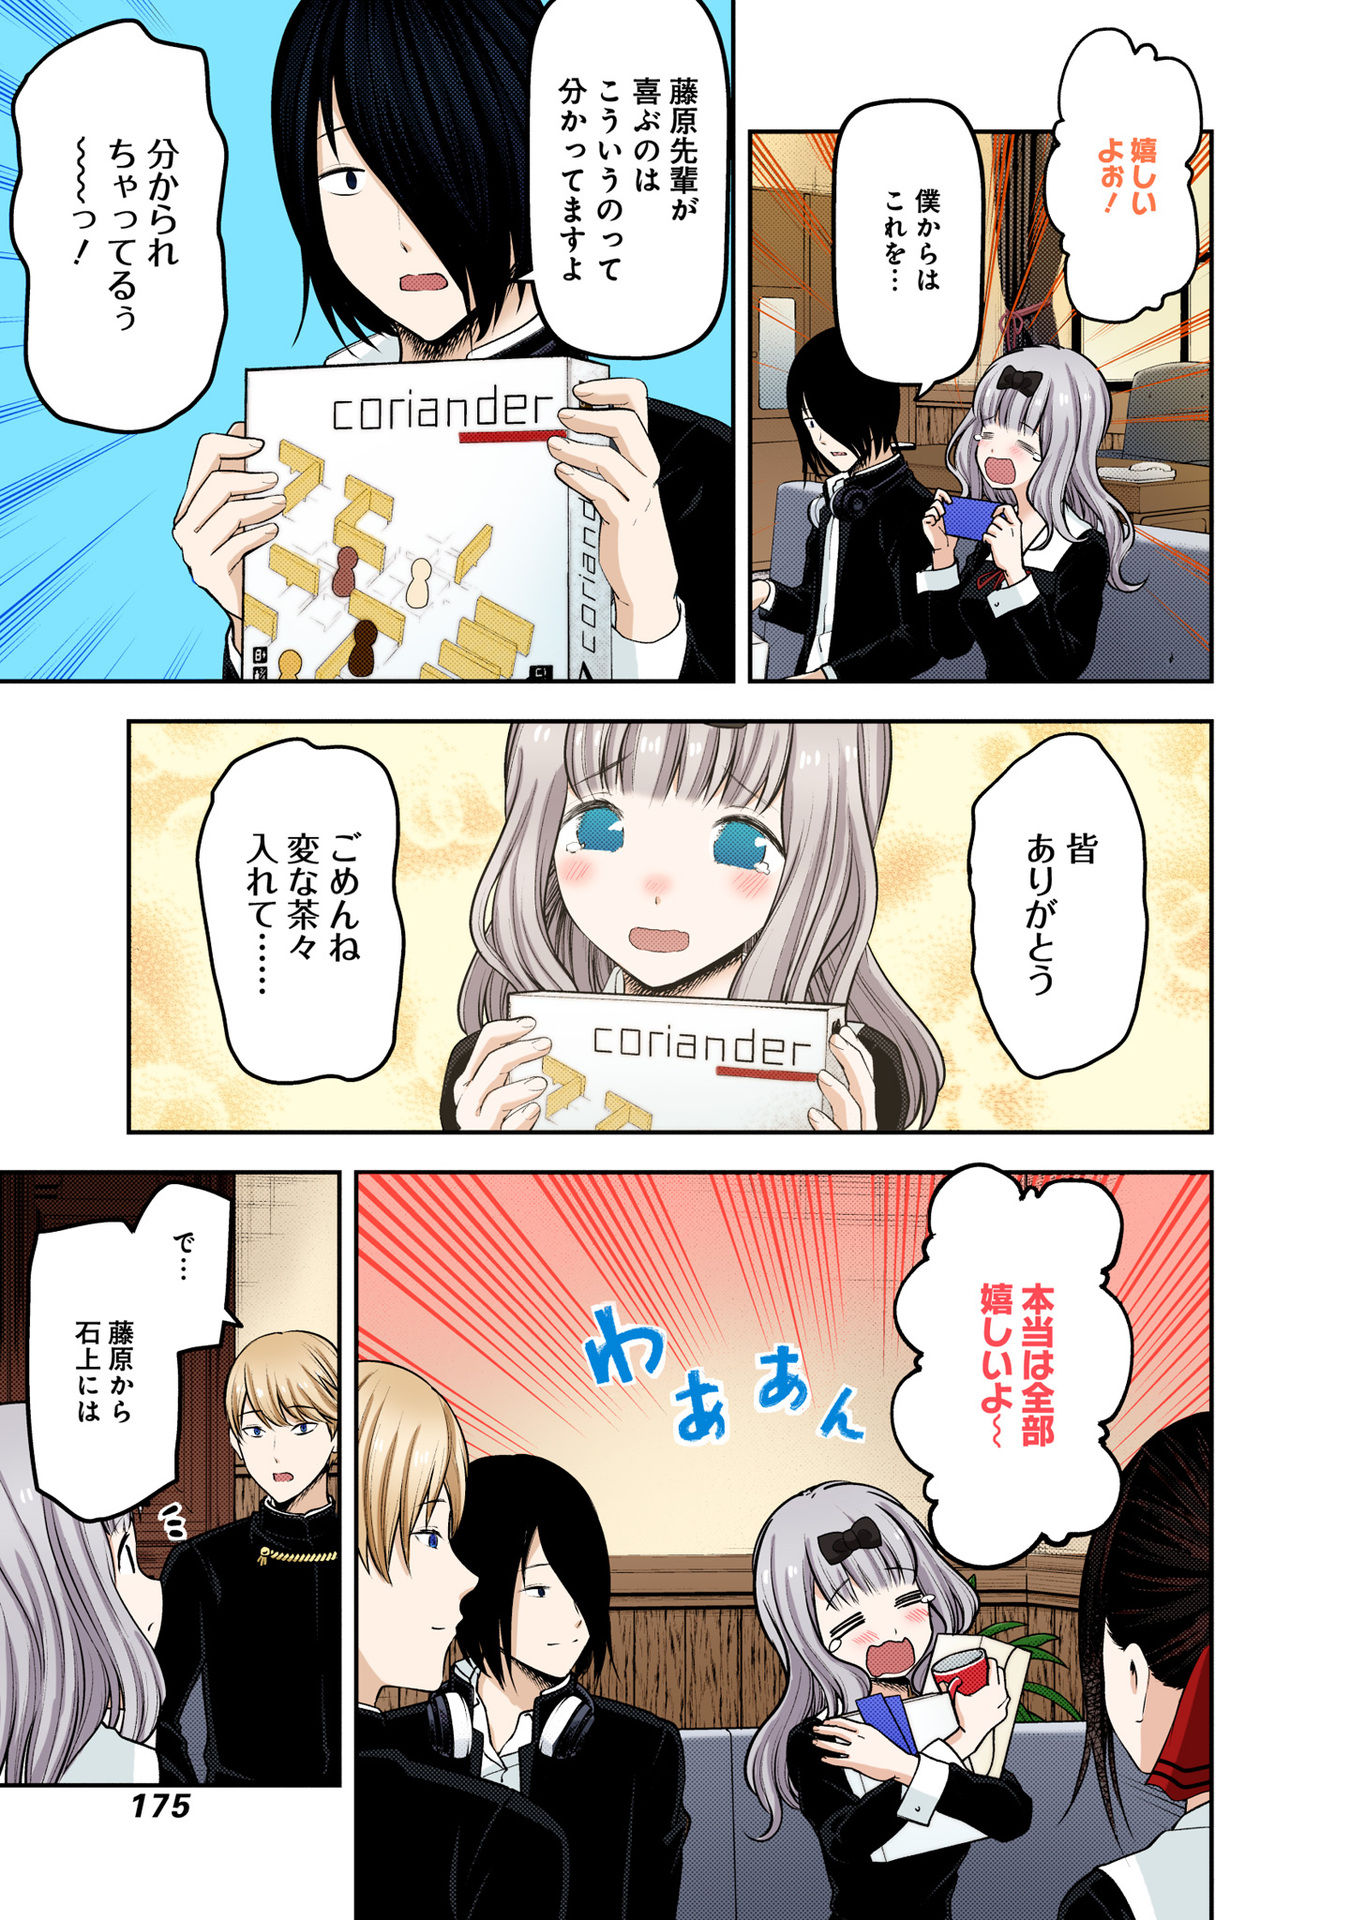 嬉しい
よぉ！
僕からは
これを…
藤原先輩が
喜ぶのは
こういうのって
分かってますよ
coriander
coriander
分かられ
ちゃってるぅ
〜〜〜っ！
皆
ありがとう
ごめんね
変な茶々
入れて……
coriander
本当は全部
嬉しいよ〜
わぁぁん
で…
藤原から
石上には
175